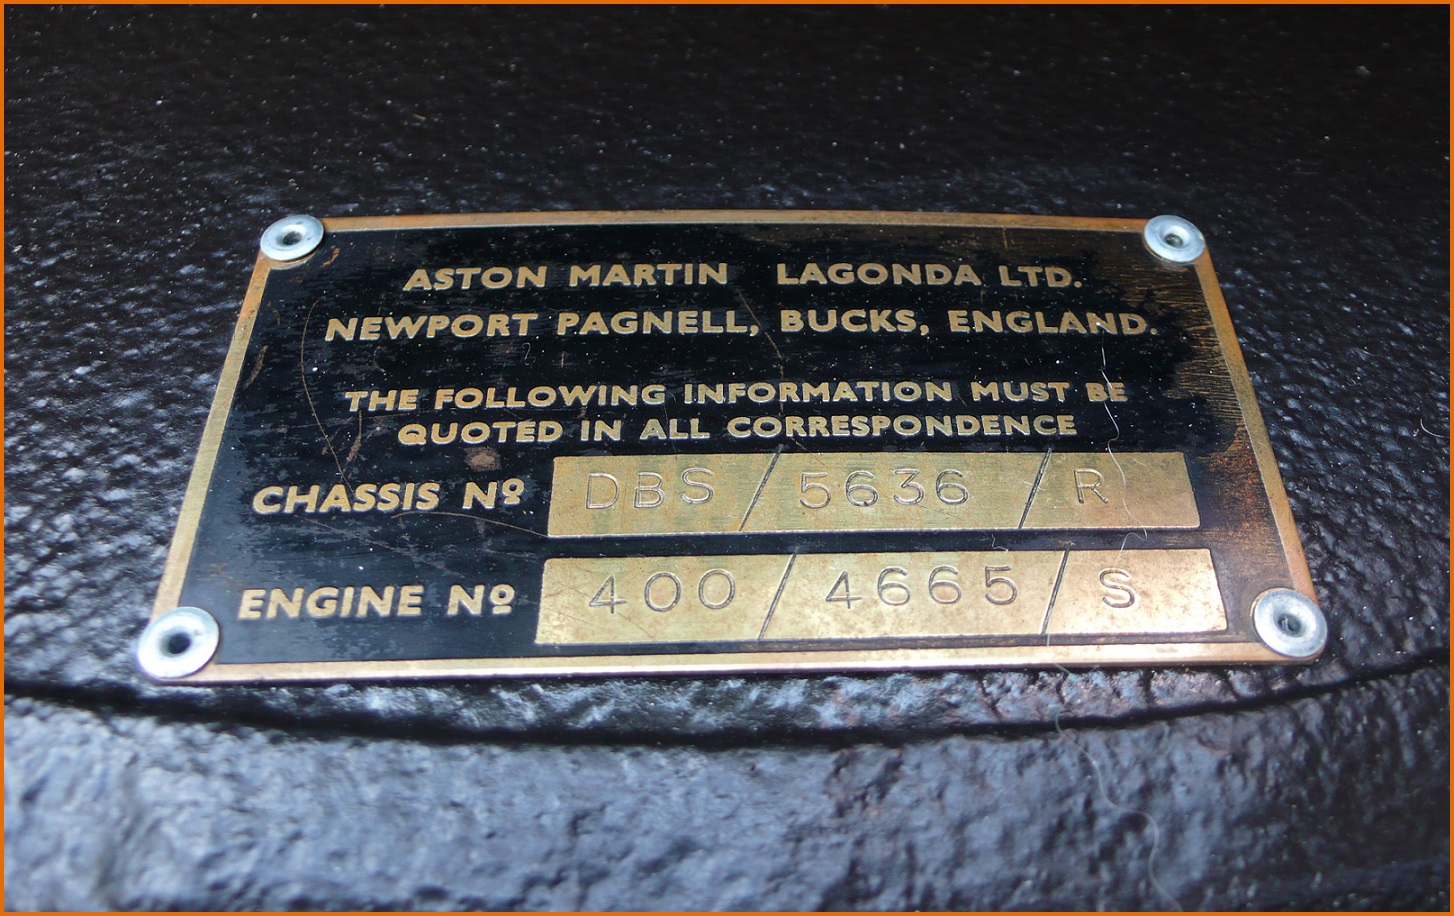 ASTON MARTIN LAGONDA LTD.
NEWPORT PAGNELL, BUCKS, ENGLAND.
THE FOLLOWING INFORMATION MUST BE
QUOTED IN ALL CORRESPONDENCE
CHASSIS Nº DBS / 5636 / R
ENGINE Nº 400 / 4665 / S